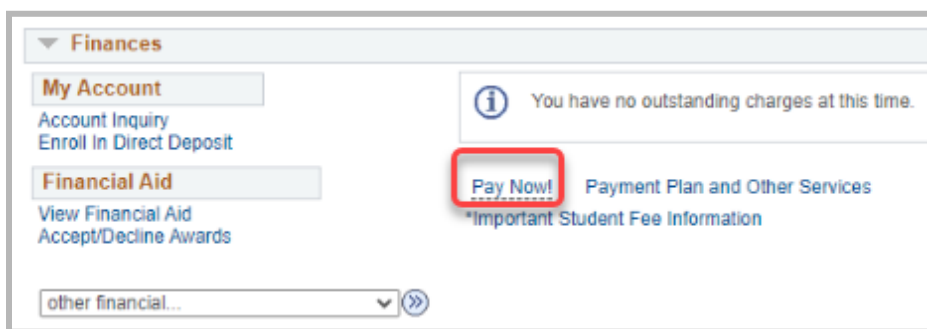 Finances
My Account
Account Inquiry
Enroll In Direct Deposit
Financial Aid
View Financial Aid
Accept/Decline Awards
other financial...
You have no outstanding charges at this time.
Pay Now! Payment Plan and Other Services
*Important Student Fee Information